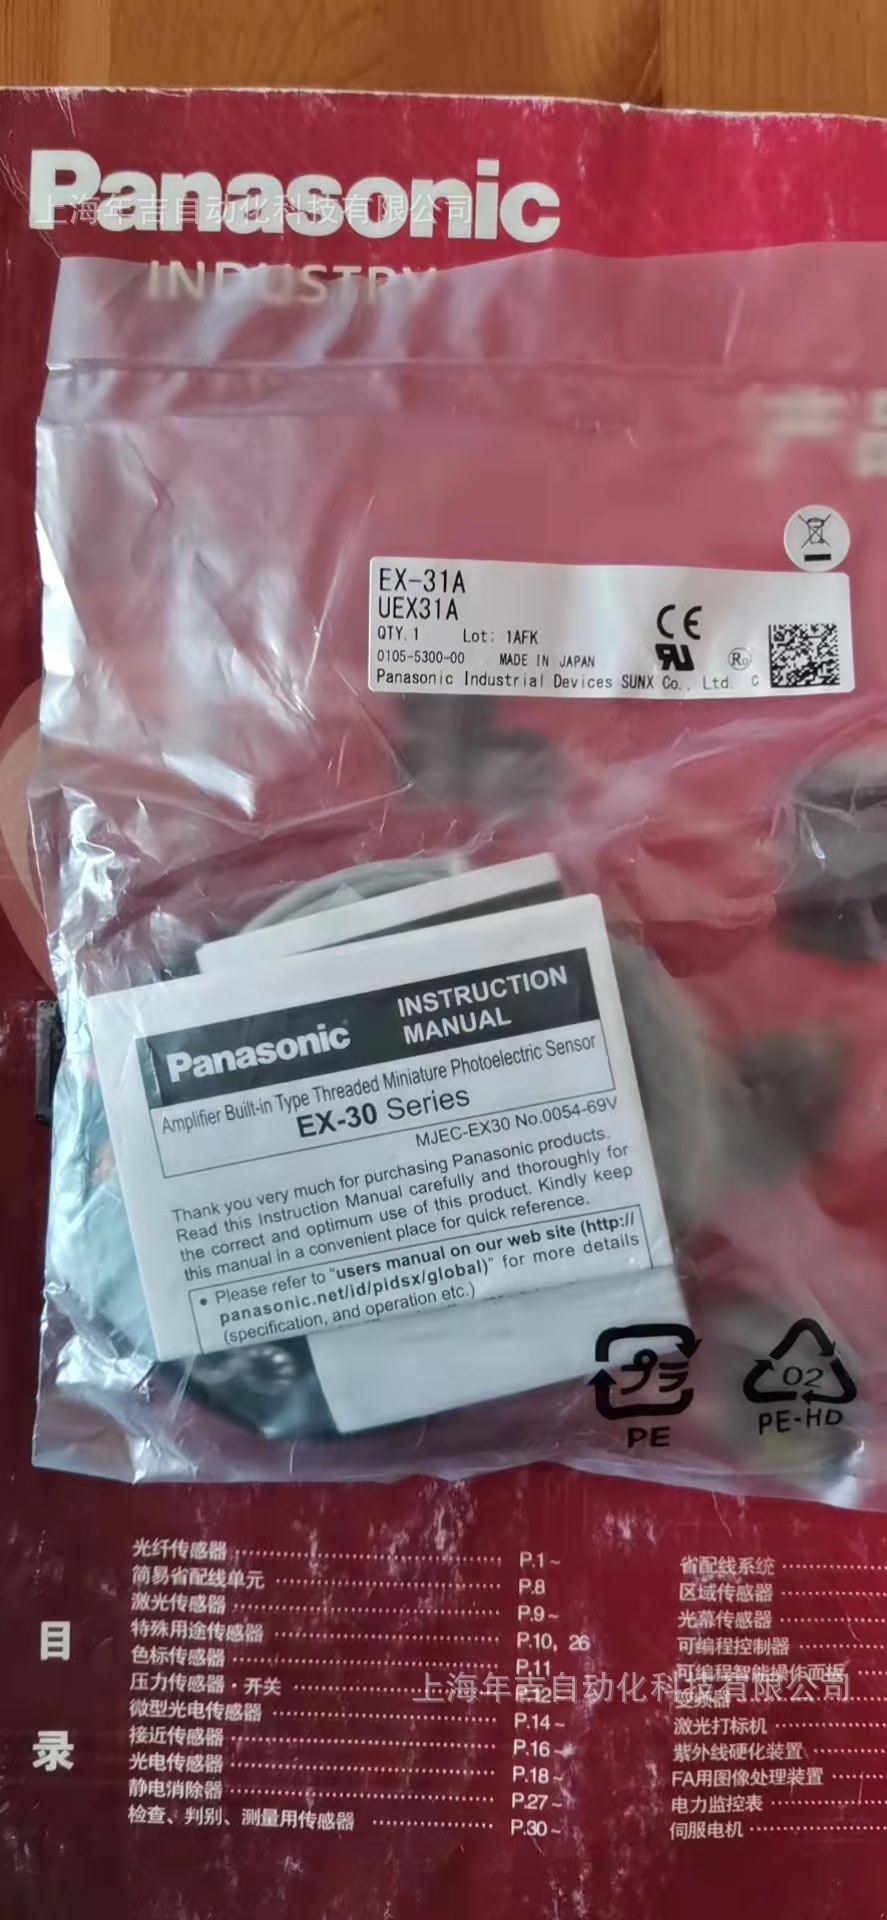 Panasonic
上海年吉自动化科技有限公司
INDUSTRY
产品
EX-31A
UEX31A
QTY.1 Lot: 1AFK
0105-5300-00 MADE IN JAPAN
Panasonic Industrial Devices SUNX Co., Ltd. C
CE
Panasonic INSTRUCTION
MANUAL
Amplifier Built-in Type Threaded Miniature Photoelectric Sensor
EX-30 Series
MJEC-EX30 No.0054-69V
Thank you very much for purchasing Panasonic products.
Read this Instruction Manual carefully and thoroughly for
the correct and optimum use of this product. Kindly keep
this manual in a convenient place for quick reference.
• Please refer to "users manual on our web site (http://
panasonic.net/id/pidsx/global)" for more details
(specification, and operation etc.)
プラ
PE
02
PE-HD
目
录
光纤传感器 P.1~
简易省配线单元 P.8
激光传感器 P.9~
特殊用途传感器 P.10, 26
色标传感器 P.11
压力传感器·开关 P.12
微型光电传感器 P.14~
接近传感器 P.16~
光电传感器 P.18~
静电消除器 P.27~
检查、判别、测量用传感器 P.30~
省配线系统
区域传感器
光幕传感器
可编程控制器
可编程智能操作面板
变频器
激光打标机
紫外线硬化装置
FA用图像处理装置
电力监控表
伺服电机
上海年吉自动化科技有限公司